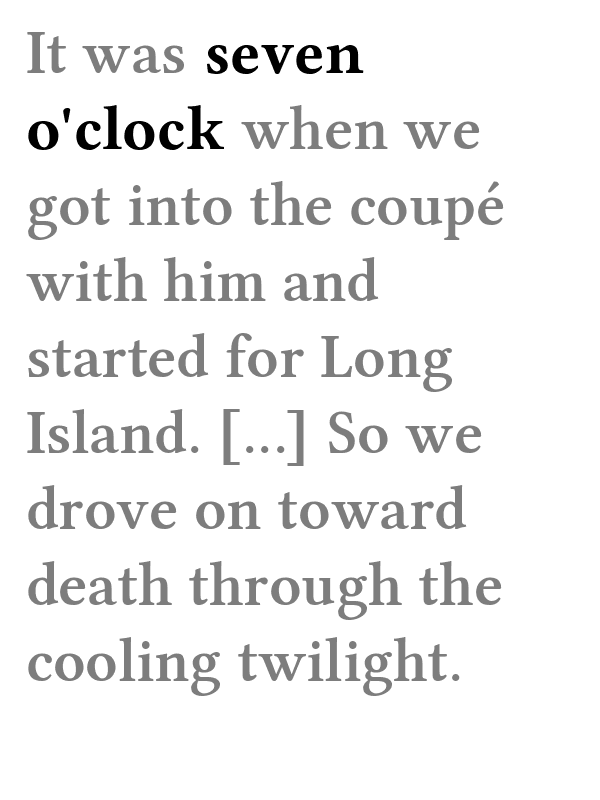 It was seven
o'clock when we
got into the coupé
with him and
started for Long
Island. [...] So we
drove on toward
death through the
cooling twilight.